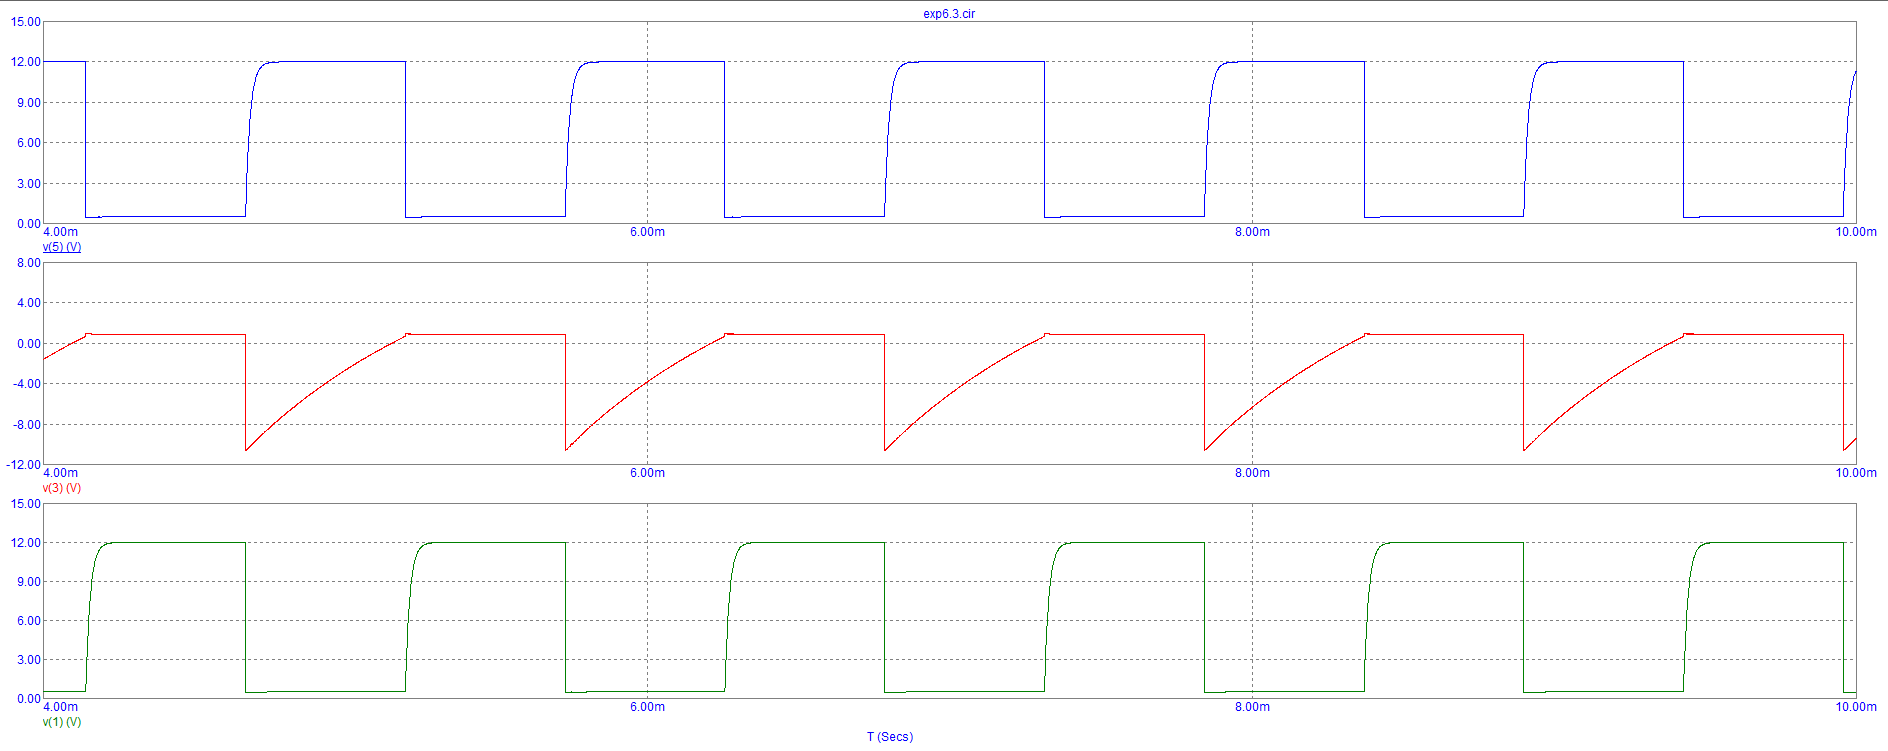 exp6.3.cir
15.00
12.00
9.00
6.00
3.00
0.00
4.00m 6.00m 8.00m 10.00m
v(5) (V)
8.00
4.00
0.00
-4.00
-8.00
-12.00
4.00m 6.00m 8.00m 10.00m
v(3) (V)
15.00
12.00
9.00
6.00
3.00
0.00
4.00m 6.00m 8.00m 10.00m
v(1) (V)
T (Secs)